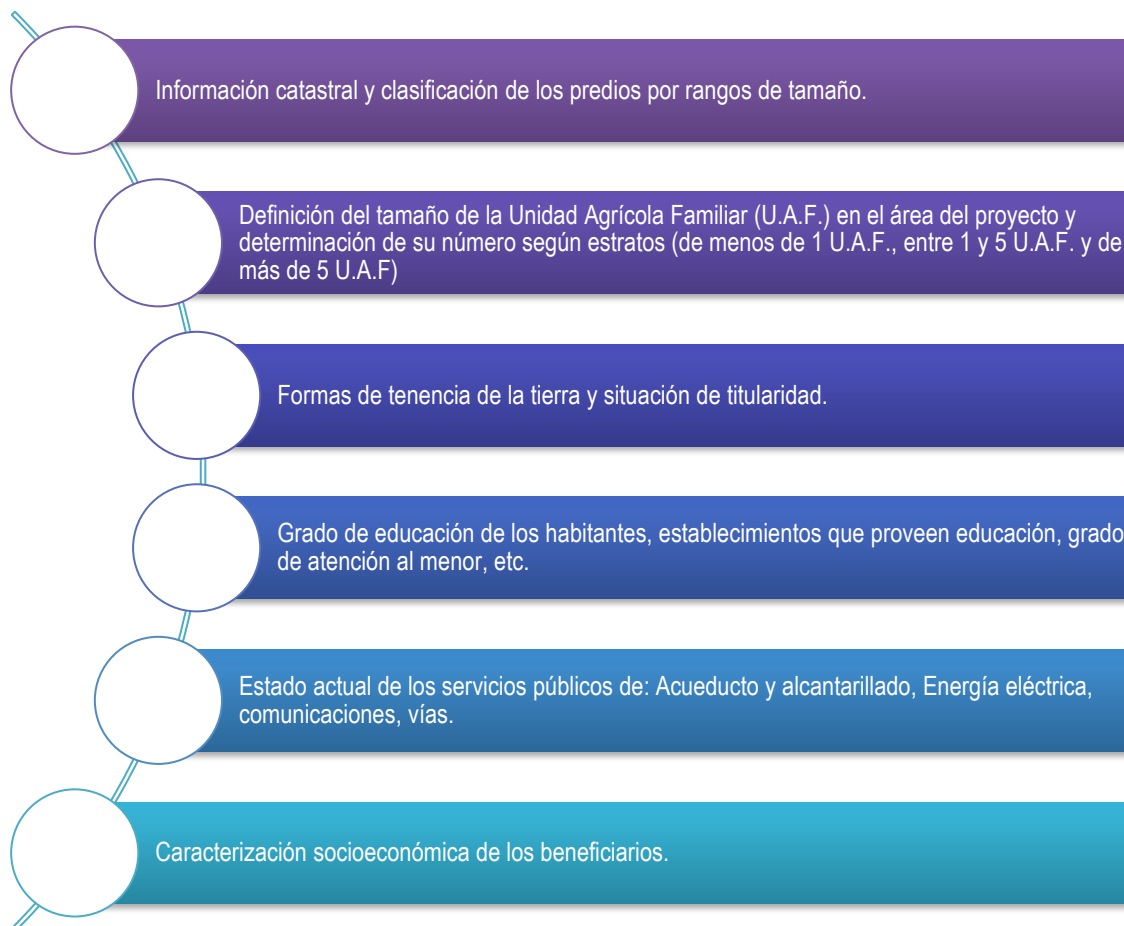 Información catastral y clasificación de los predios por rangos de tamaño.
Definición del tamaño de la Unidad Agrícola Familiar (U.A.F.) en el área del proyecto y
determinación de su número según estratos (de menos de 1 U.A.F., entre 1 y 5 U.A.F. y de
más de 5 U.A.F)
Formas de tenencia de la tierra y situación de titularidad.
Grado de educación de los habitantes, establecimientos que proveen educación, grado
de atención al menor, etc.
Estado actual de los servicios públicos de: Acueducto y alcantarillado, Energía eléctrica,
comunicaciones, vías.
Caracterización socioeconómica de los beneficiarios.